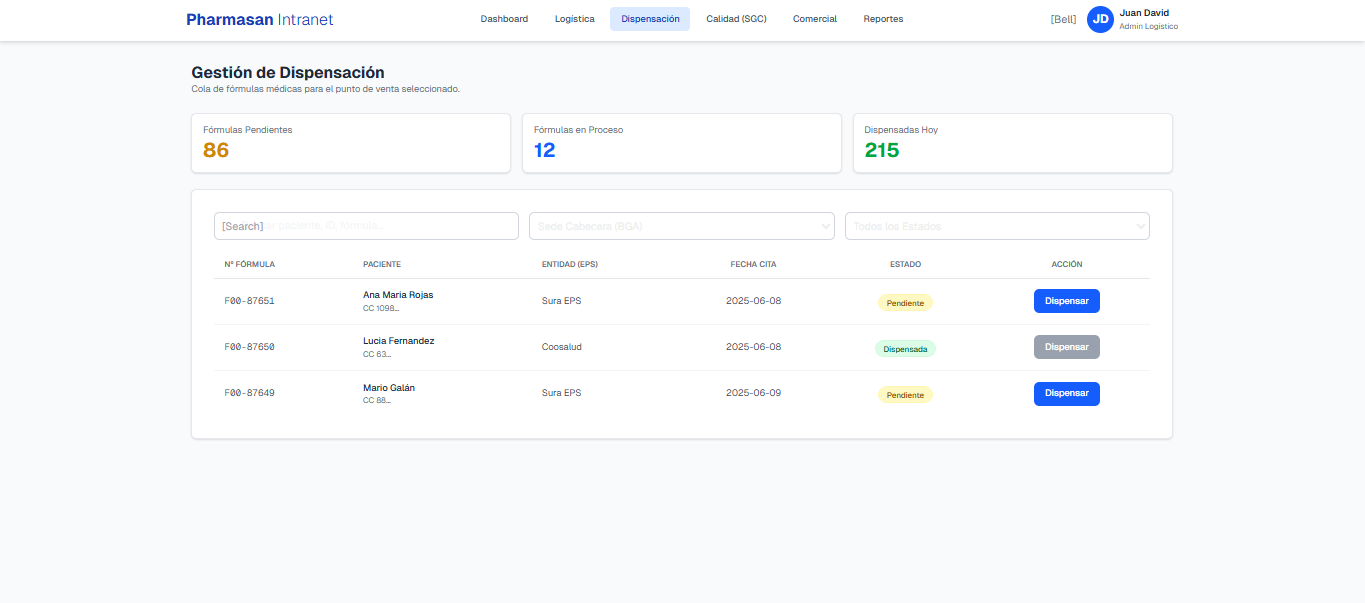 Pharmasan Intranet
Dashboard Logística Dispensación Calidad (SGC) Comercial Reportes
[Bell] JD Juan David
Admin Logístico
Gestión de Dispensación
Cola de fórmulas médicas para el punto de venta seleccionado.
Fórmulas Pendientes
86
Fórmulas en Proceso
12
Dispensadas Hoy
215
[Search] paciente, ID, fórmula...
Sede Cabecera (BGA)
Todos los Estados
Nº FÓRMULA PACIENTE ENTIDAD (EPS) FECHA CITA ESTADO ACCIÓN
F00-87651 Ana Maria Rojas Sura EPS 2025-06-08 Pendiente Dispensar
CC 1098...
F00-87650 Lucia Fernandez Coosalud 2025-06-08 Dispensada Dispensar
CC 63...
F00-87649 Mario Galán Sura EPS 2025-06-09 Pendiente Dispensar
CC 88...